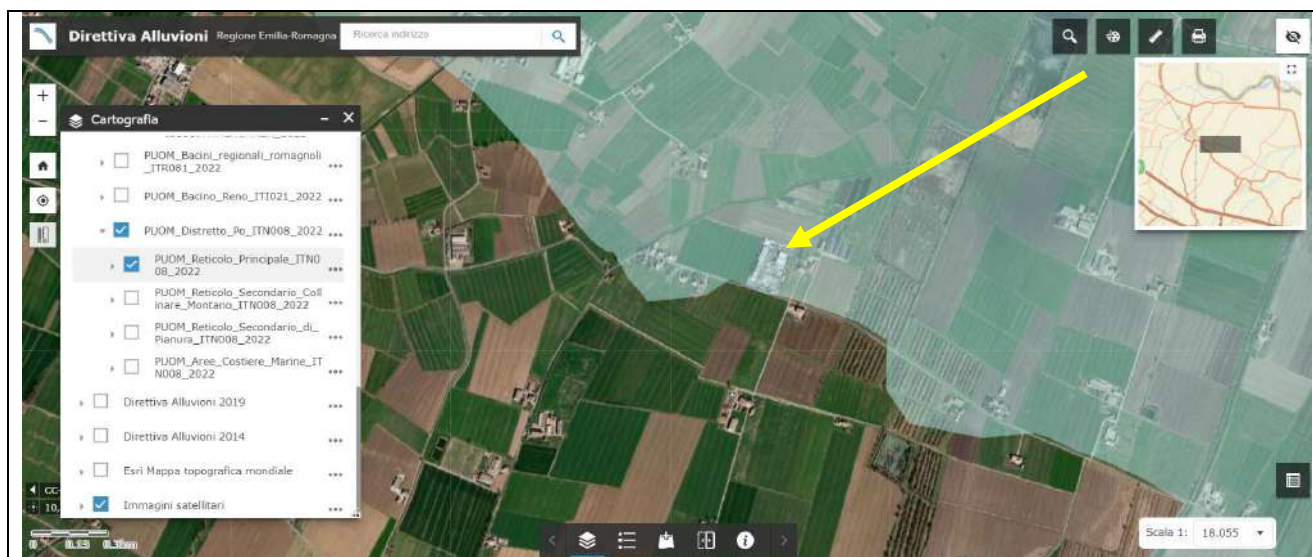 Direttiva Alluvioni Regione Emilia-Romagna
Ricerca indirizzo
+
−
Cartografia
PUOM_Bacini_regionali_romagnoli
_ITR081_2022
PUOM_Bacino_Reno_ITI021_2022
PUOM_Distretto_Po_ITN008_2022
PUOM_Reticolo_Principale_ITN0
08_2022
PUOM_Reticolo_Secondario_Coll
inare_Montano_ITN008_2022
PUOM_Reticolo_Secondario_di_
Pianura_ITN008_2022
PUOM_Aree_Costiere_Marine_IT
N008_2022
Direttiva Alluvioni 2019
Direttiva Alluvioni 2014
Esri Mappa topografica mondiale
Immagini satellitari
Scala 1: 18.055